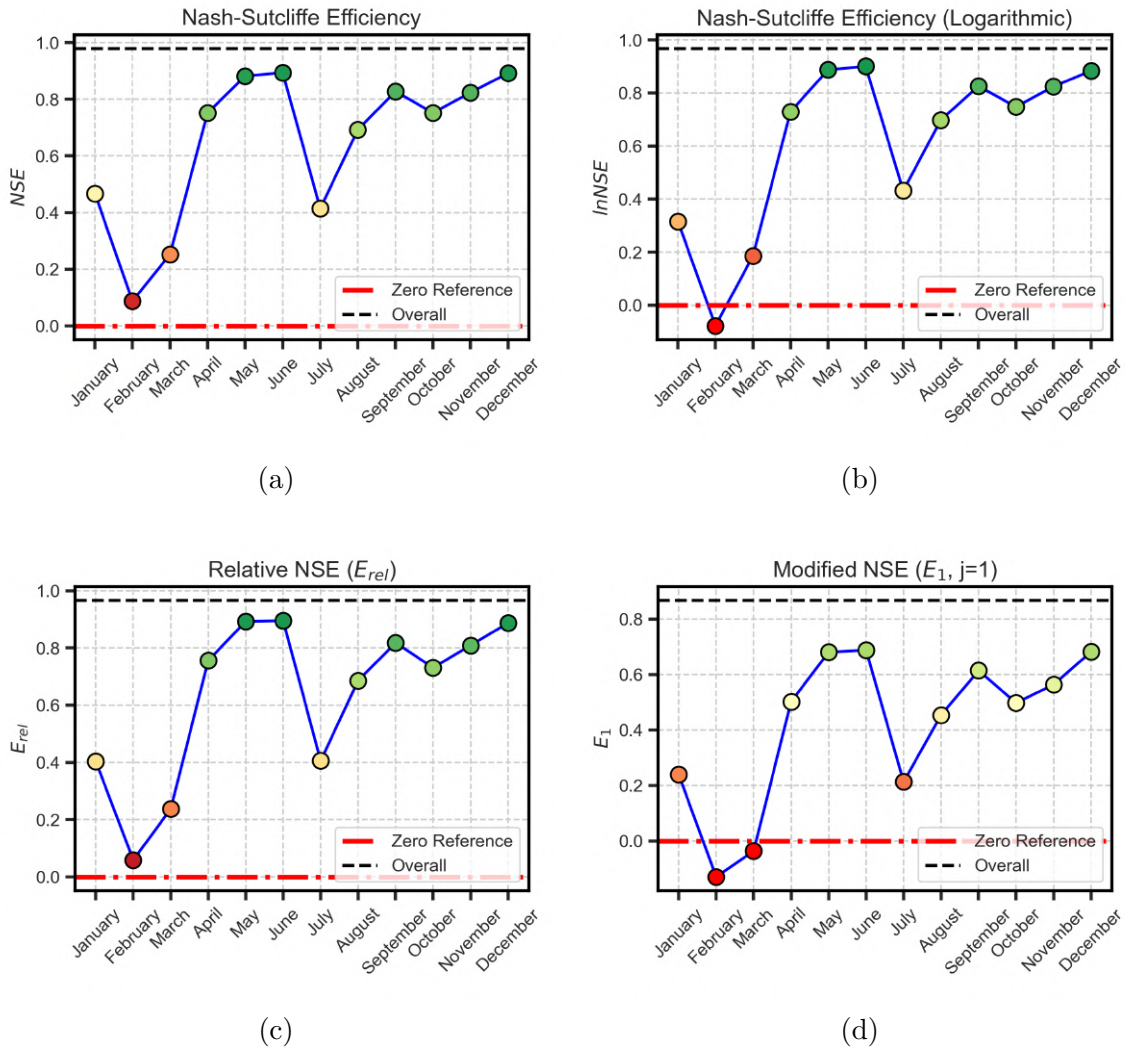 Nash-Sutcliffe Efficiency
1.0
0.8
0.6
0.4
0.2
0.0
NSE
Zero Reference
Overall
January
February
March
April
May
June
July
August
September
October
November
December
(a)
Nash-Sutcliffe Efficiency (Logarithmic)
1.0
0.8
0.6
0.4
0.2
0.0
lnNSE
Zero Reference
Overall
January
February
March
April
May
June
July
August
September
October
November
December
(b)
Relative NSE (E_rel)
1.0
0.8
0.6
0.4
0.2
0.0
E_rel
Zero Reference
Overall
January
February
March
April
May
June
July
August
September
October
November
December
(c)
Modified NSE (E₁, j=1)
0.8
0.6
0.4
0.2
0.0
E₁
Zero Reference
Overall
January
February
March
April
May
June
July
August
September
October
November
December
(d)